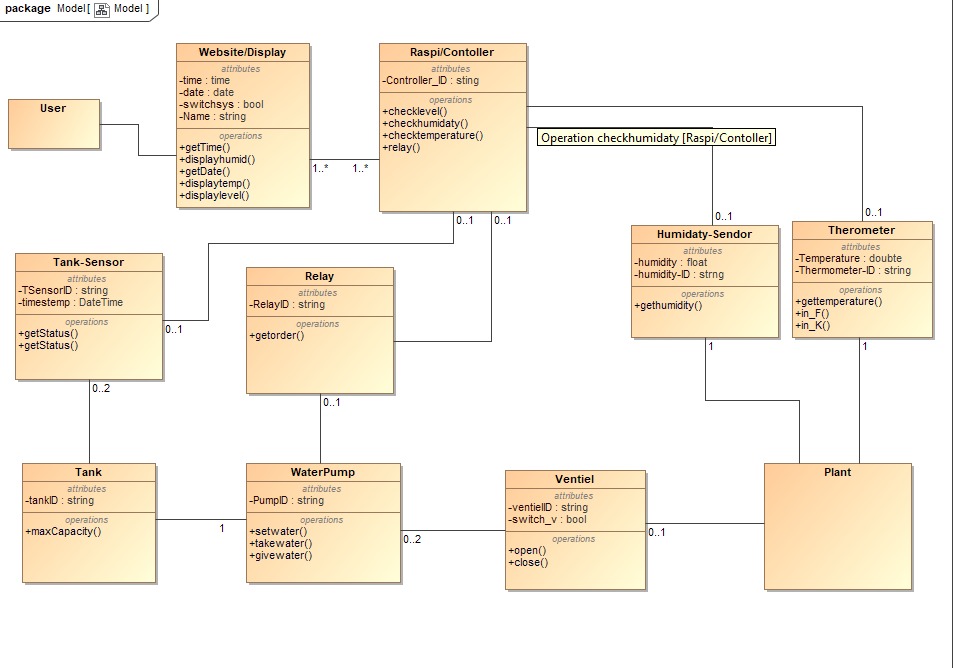 package Model[ Model ]
Website/Display
attributes
-time : time
-date : date
-switchsys : bool
-Name : string
operations
+getTime()
+displayhumid()
+getDate()
+displaytemp()
+displaylevel()
Raspi/Contoller
attributes
-Controller_ID : sting
operations
+checklevel()
+checkhumidaty()
+checktemperature()
+relay()
User
Operation checkhumidaty [Raspi/Contoller]
1..*
1..*
0..1
0..1
0..1
0..1
Humidaty-Sendor
attributes
-humidity : float
-humidity-ID : strng
operations
+gethumidity()
Therometer
attributes
-Temperature : doubte
-Thermometer-ID : string
operations
+gettemperature()
+in_F()
+in_K()
Tank-Sensor
attributes
-TSensorID : string
-timestemp : DateTime
operations
+getStatus()
+getStatus()
0..1
Relay
attributes
-RelayID : string
operations
+getorder()
1
1
0..2
0..1
Tank
attributes
-tankID : string
operations
+maxCapacity()
1
WaterPump
attributes
-PumpID : string
operations
+setwater()
+takewater()
+givewater()
0..2
Ventiel
attributes
-ventielID : string
-switch_v : bool
operations
+open()
+close()
0..1
Plant